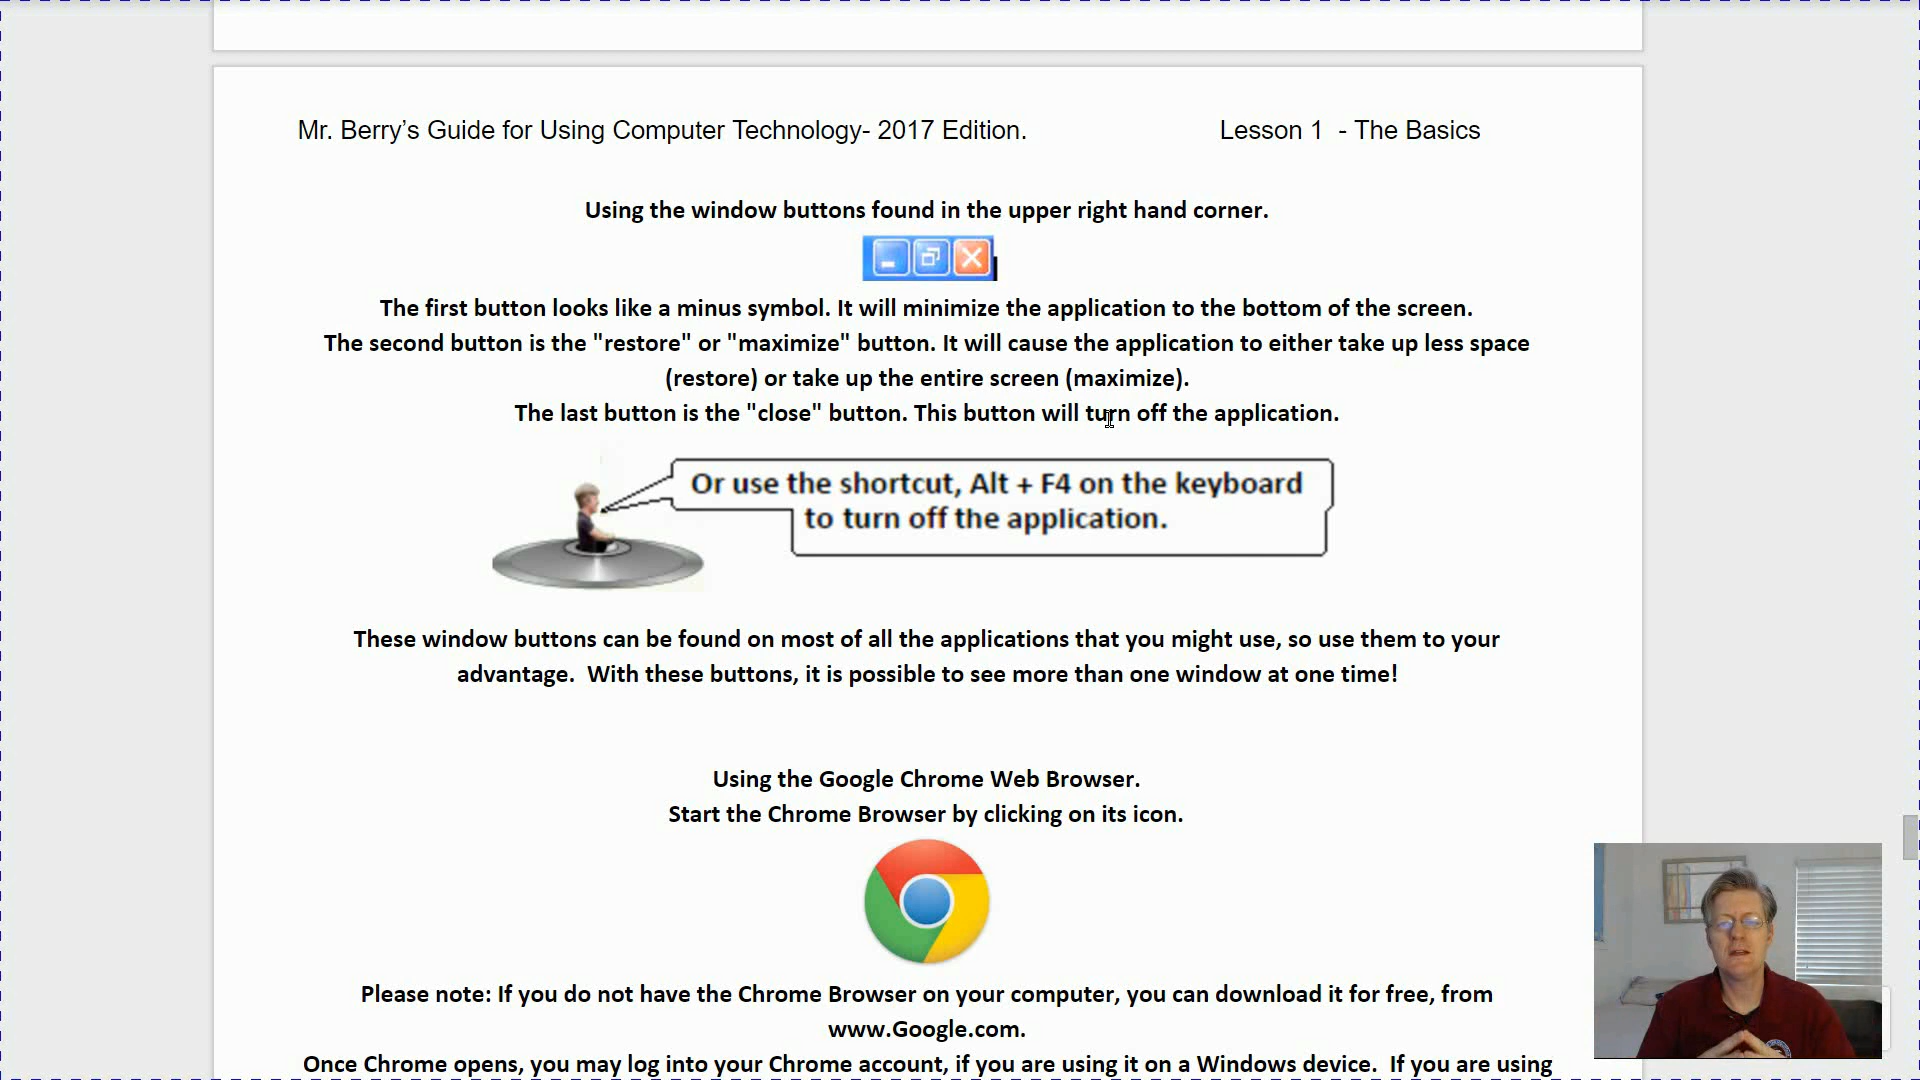 Mr. Berry’s Guide for Using Computer Technology- 2017 Edition. Lesson 1 - The Basics
Using the window buttons found in the upper right hand corner.
The first button looks like a minus symbol. It will minimize the application to the bottom of the screen.
The second button is the "restore" or "maximize" button. It will cause the application to either take up less space
(restore) or take up the entire screen (maximize).
The last button is the "close" button. This button will turn off the application.
Or use the shortcut, Alt + F4 on the keyboard
to turn off the application.
These window buttons can be found on most of all the applications that you might use, so use them to your
advantage. With these buttons, it is possible to see more than one window at one time!
Using the Google Chrome Web Browser.
Start the Chrome Browser by clicking on its icon.
Please note: If you do not have the Chrome Browser on your computer, you can download it for free, from
www.Google.com.
Once Chrome opens, you may log into your Chrome account, if you are using it on a Windows device. If you are using